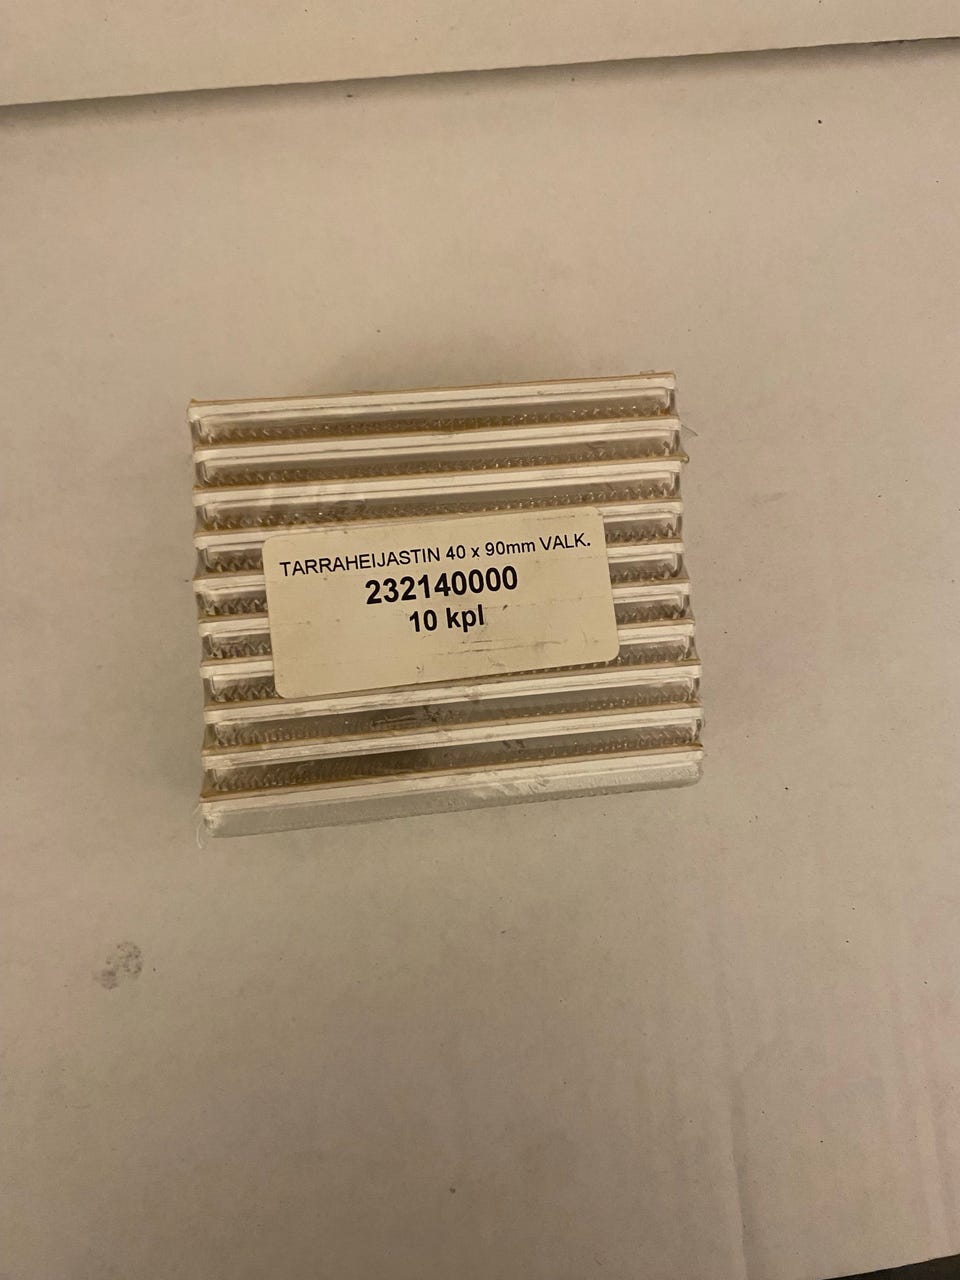 TARRAHEIJASTIN 40 x 90mm VALK.
232140000
10 kpl